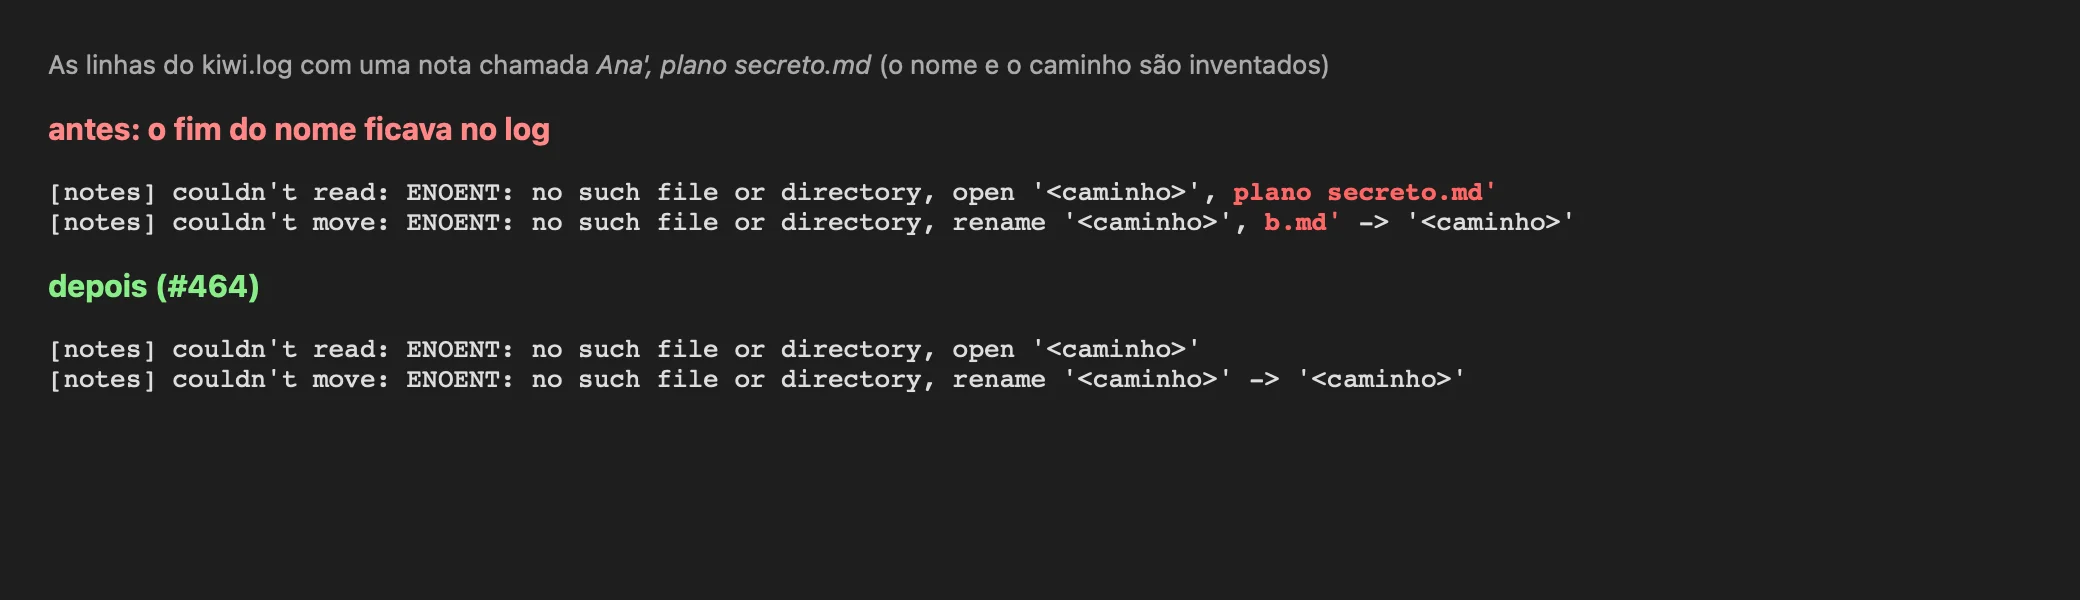 As linhas do kiwi.log com uma nota chamada Ana', plano secreto.md (o nome e o caminho são inventados)
antes: o fim do nome ficava no log
[notes] couldn't read: ENOENT: no such file or directory, open '<caminho>', plano secreto.md'
[notes] couldn't move: ENOENT: no such file or directory, rename '<caminho>', b.md' -> '<caminho>'
depois (#464)
[notes] couldn't read: ENOENT: no such file or directory, open '<caminho>'
[notes] couldn't move: ENOENT: no such file or directory, rename '<caminho>' -> '<caminho>'